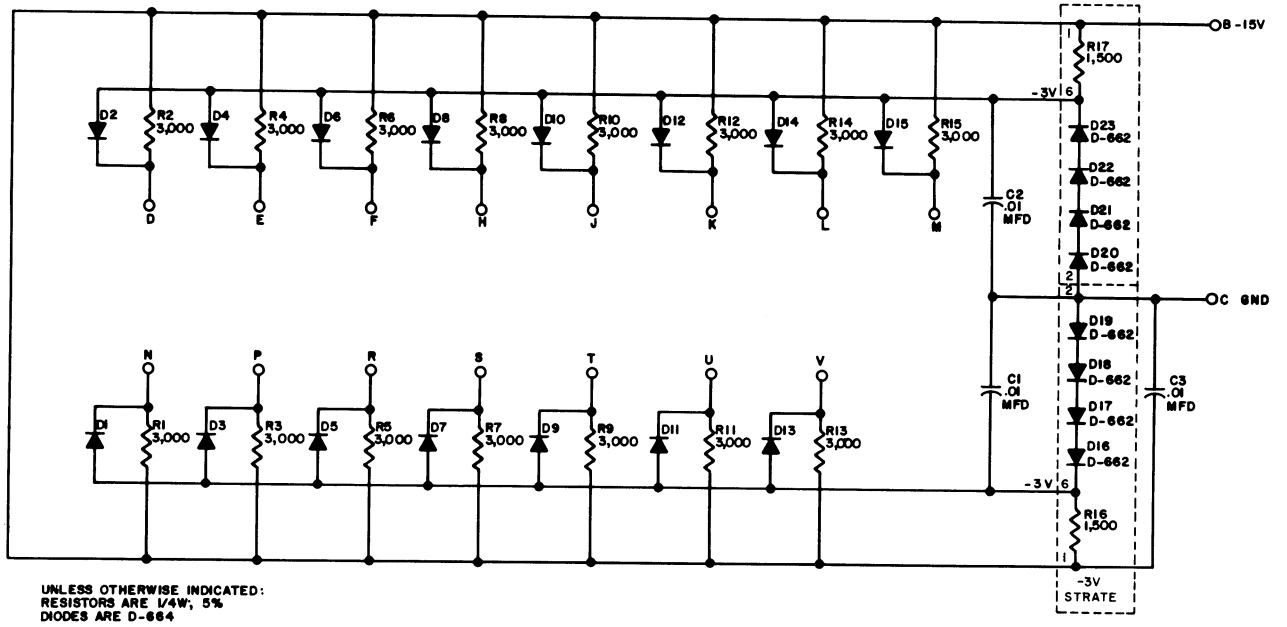 B -15V
1
R17
1,500
-3V 6
D2
R2
3,000
D4
R4
3,000
D6
R6
3,000
D8
R8
3,000
D10
R10
3,000
D12
R12
3,000
D14
R14
3,000
D15
R15
3,000
D23
D-662
D22
D-662
D21
D-662
D20
D-662
2
C2
.01
MFD
D
E
F
H
J
K
L
M
2
C GND
D19
D-662
D18
D-662
D17
D-662
D16
D-662
C1
.01
MFD
C3
.01
MFD
N
P
R
S
T
U
V
D1
R1
3,000
D3
R3
3,000
D5
R5
3,000
D7
R7
3,000
D9
R9
3,000
D11
R11
3,000
D13
R13
3,000
-3V 6
R16
1,500
1
-3V
STRATE
UNLESS OTHERWISE INDICATED:
RESISTORS ARE 1/4W; 5%
DIODES ARE D-664